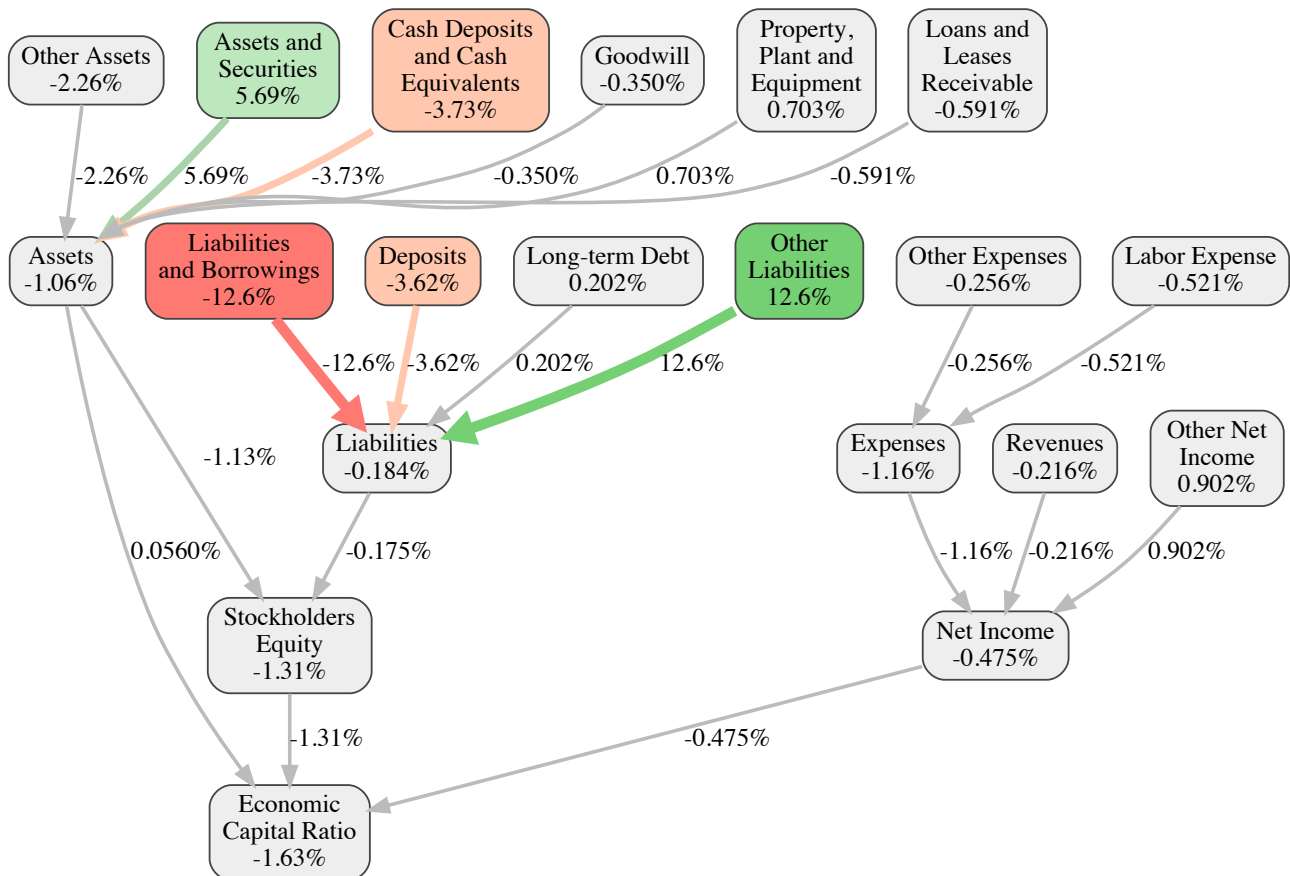 Other Assets
-2.26%
Assets and
Securities
5.69%
Cash Deposits
and Cash
Equivalents
-3.73%
Goodwill
-0.350%
Property,
Plant and
Equipment
0.703%
Loans and
Leases
Receivable
-0.591%
-2.26%
5.69%
-3.73%
-0.350%
0.703%
-0.591%
Assets
-1.06%
Liabilities
and Borrowings
-12.6%
Deposits
-3.62%
Long-term Debt
0.202%
Other
Liabilities
12.6%
Other Expenses
-0.256%
Labor Expense
-0.521%
-12.6%
-3.62%
0.202%
12.6%
-0.256%
-0.521%
-1.13%
Liabilities
-0.184%
Expenses
-1.16%
Revenues
-0.216%
Other Net
Income
0.902%
0.0560%
-0.175%
-1.16%
-0.216%
0.902%
Stockholders
Equity
-1.31%
Net Income
-0.475%
-1.31%
-0.475%
Economic
Capital Ratio
-1.63%